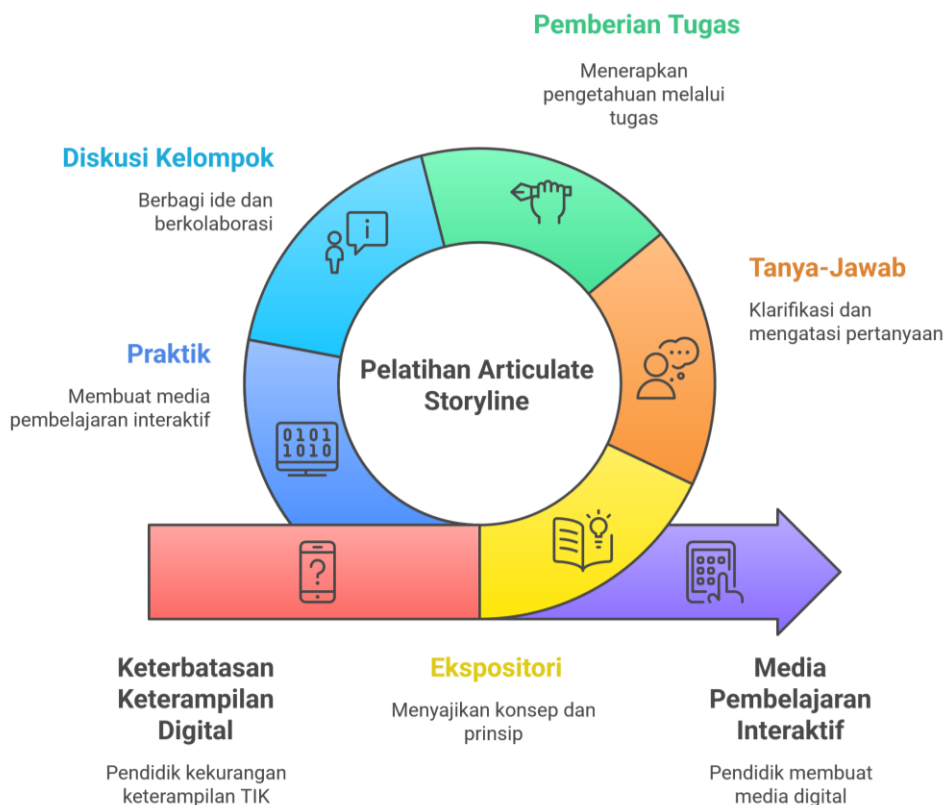 Pemberian Tugas
Menerapkan
pengetahuan melalui
tugas
Diskusi Kelompok
Berbagi ide dan
berkolaborasi
i
Tanya-Jawab
Klarifikasi dan
mengatasi pertanyaan
Praktik
Membuat media
pembelajaran interaktif
0101
1010
Pelatihan Articulate
Storyline
?
Keterbatasan
Keterampilan
Digital
Pendidik kekurangan
keterampilan TIK
Ekspositori
Menyajikan konsep dan
prinsip
Media
Pembelajaran
Interaktif
Pendidik membuat
media digital